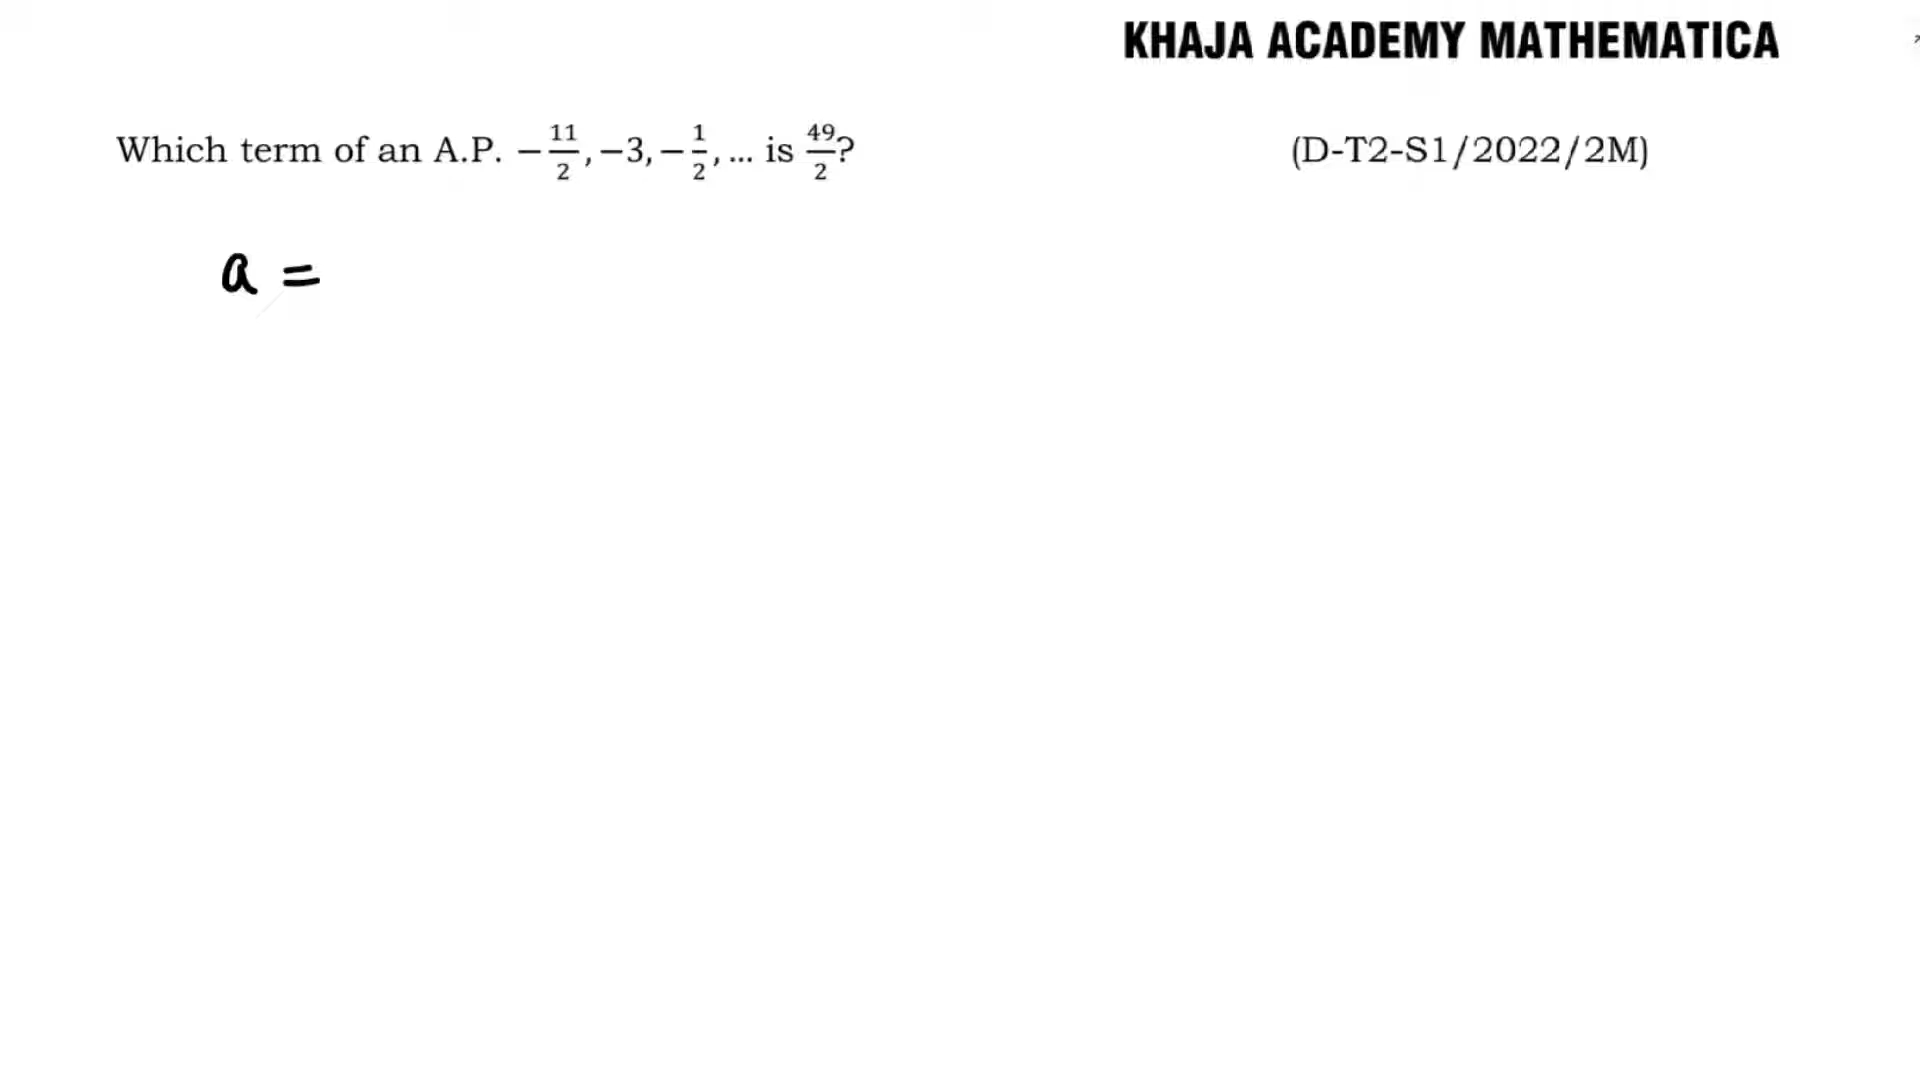 KHAJA ACADEMY MATHEMATICA
Which term of an A.P. −11/2, −3, −1/2, ... is 49/2? (D-T2-S1/2022/2M)
a =